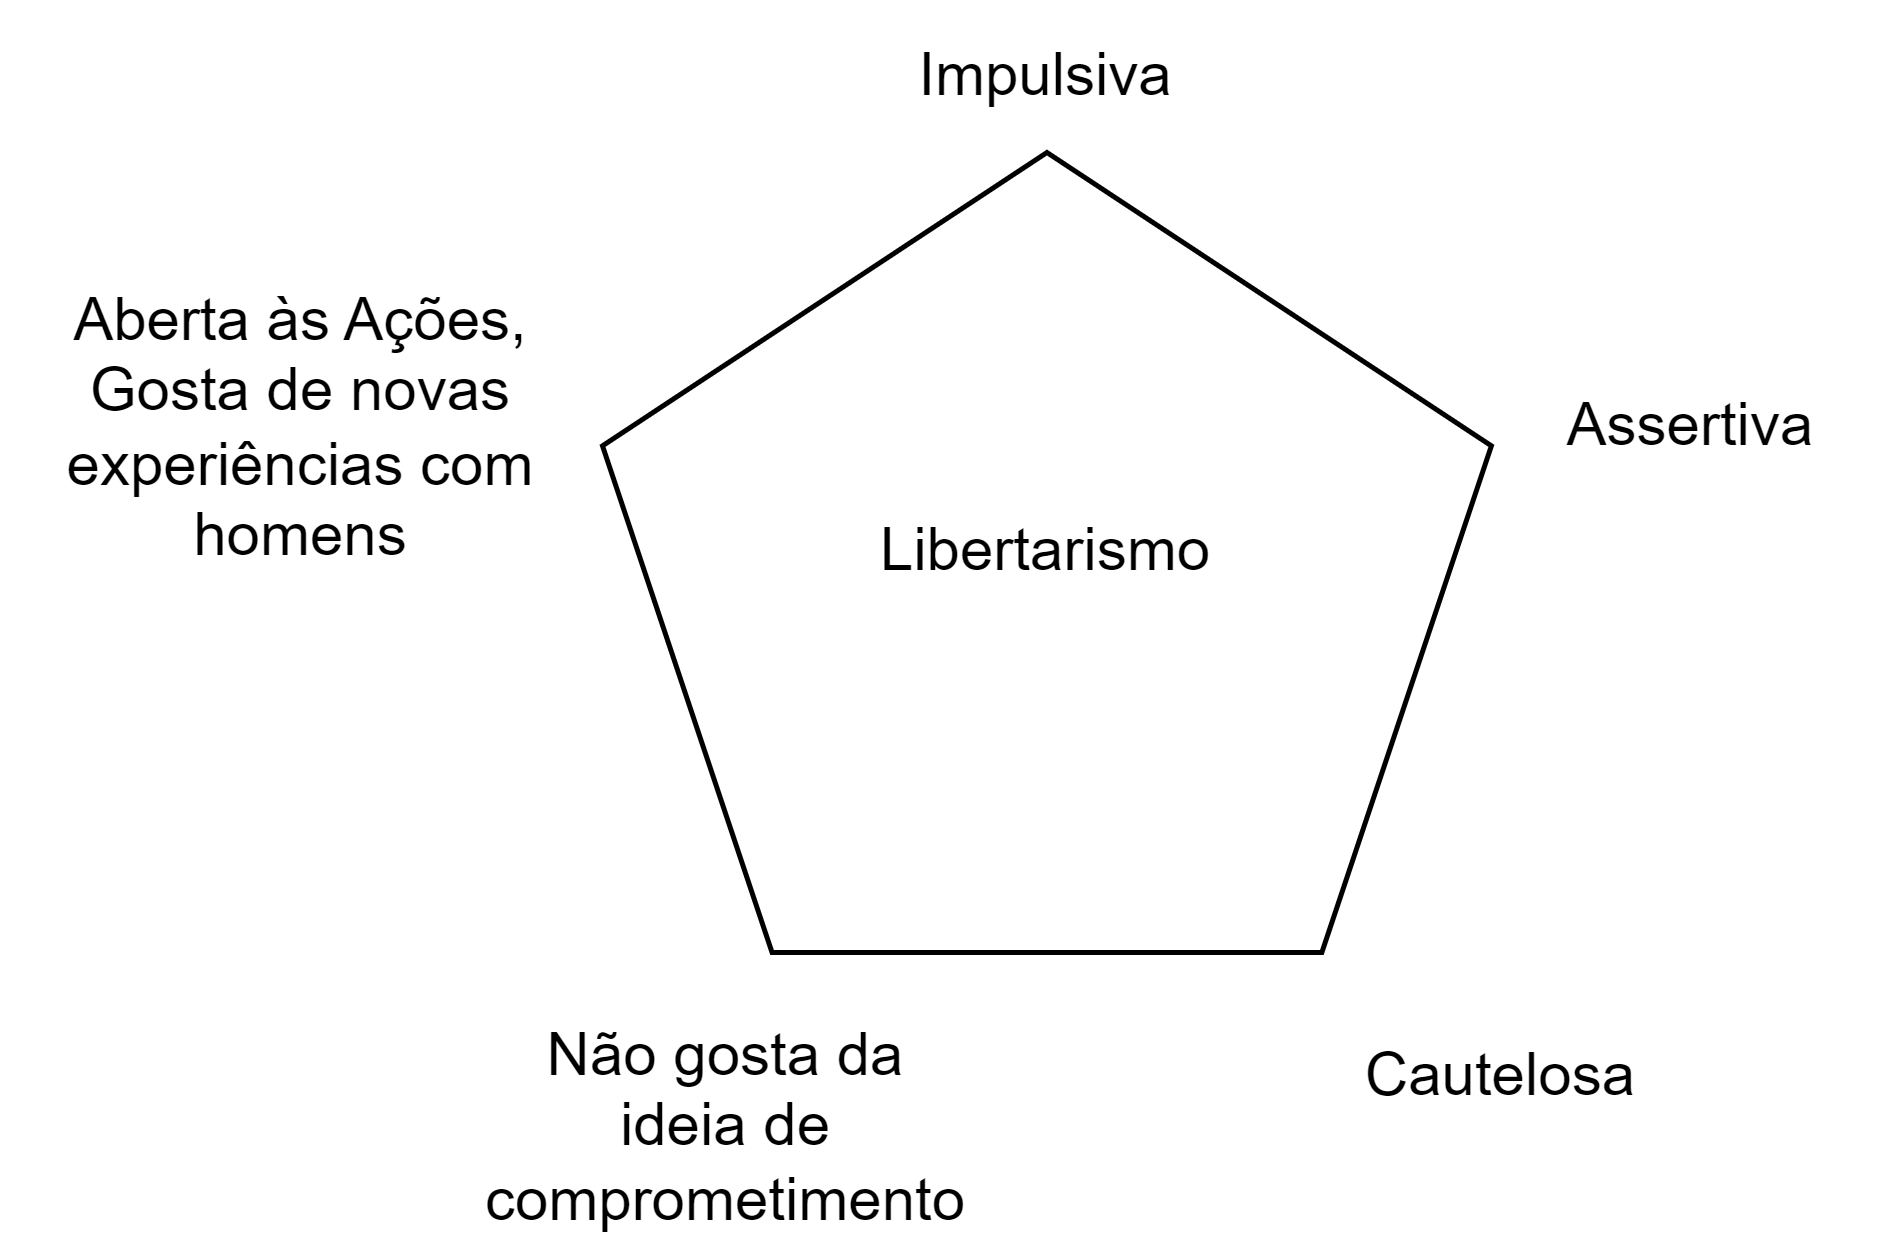 Impulsiva
Aberta às Ações,
Gosta de novas
experiências com
homens
Assertiva
Libertarismo
Não gosta da
ideia de
comprometimento
Cautelosa